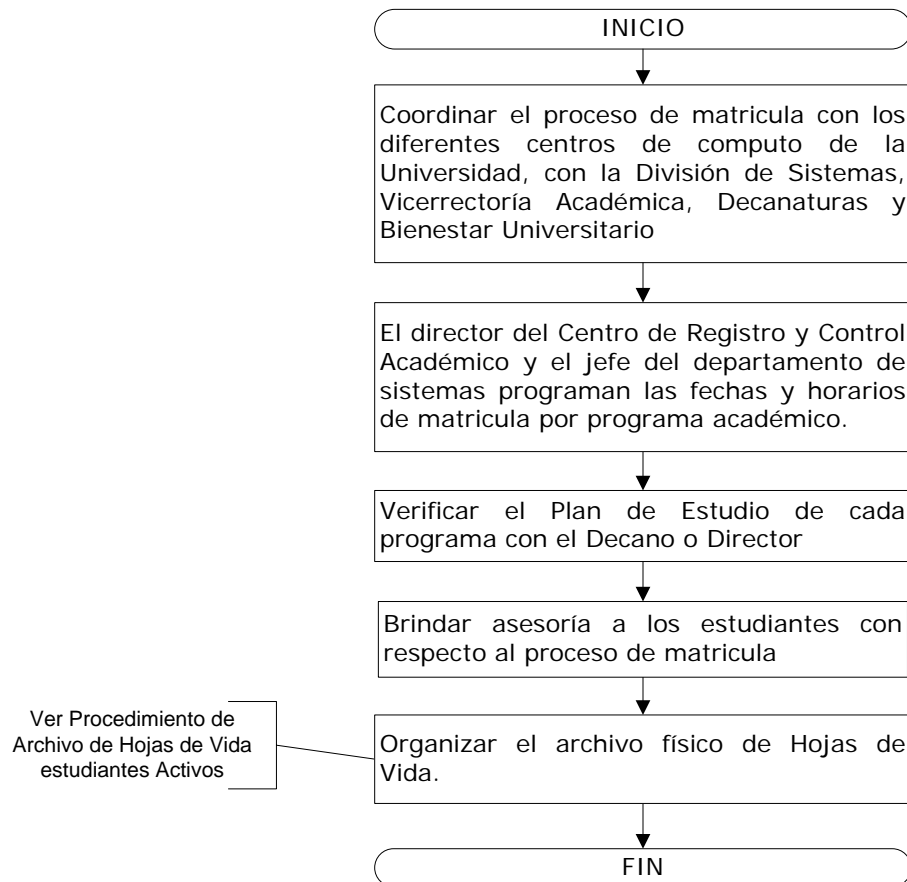 INICIO
Coordinar el proceso de matricula con los
diferentes centros de computo de la
Universidad, con la División de Sistemas,
Vicerrectoría Académica, Decanaturas y
Bienestar Universitario
El director del Centro de Registro y Control
Académico y el jefe del departamento de
sistemas programan las fechas y horarios
de matricula por programa académico.
Verificar el Plan de Estudio de cada
programa con el Decano o Director
Brindar asesoría a los estudiantes con
respecto al proceso de matricula
Ver Procedimiento de
Archivo de Hojas de Vida
estudiantes Activos
Organizar el archivo físico de Hojas de
Vida.
FIN